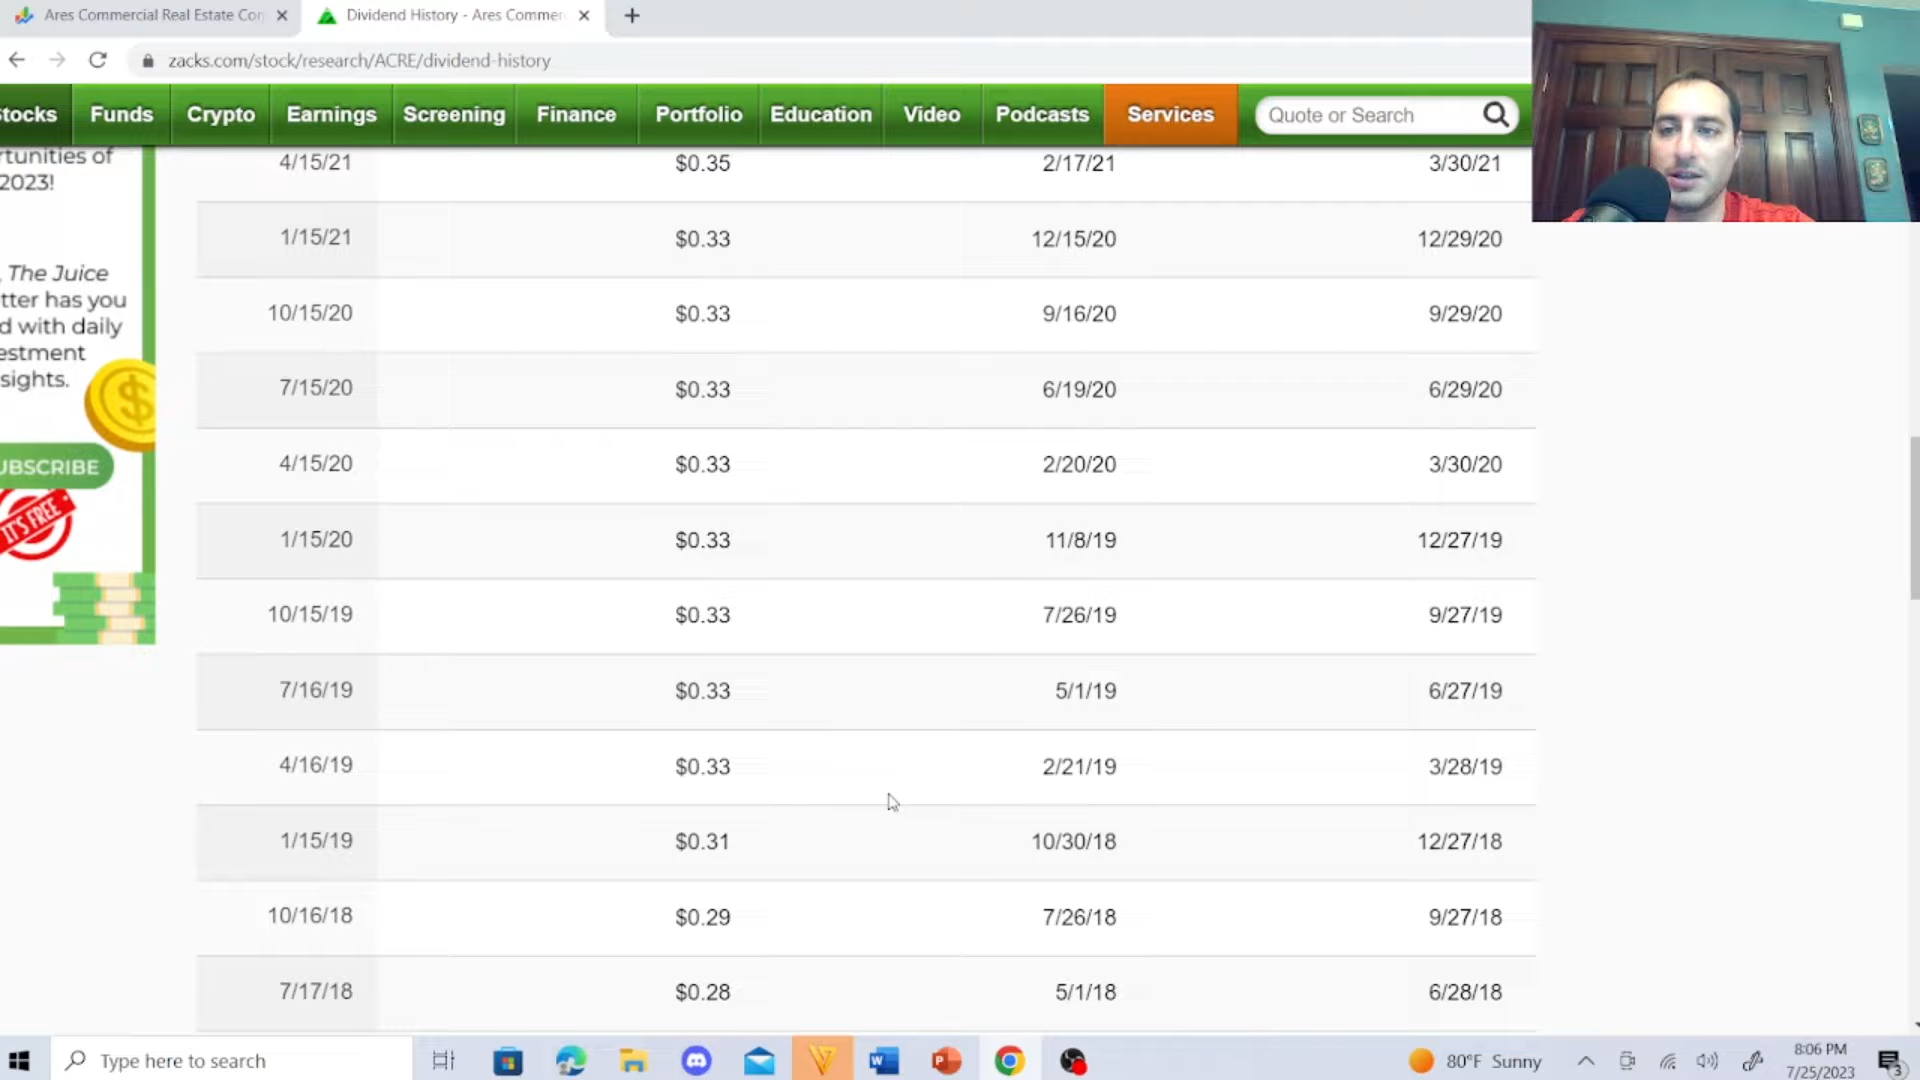 Ares Commercial Real Estate Cor
Dividend History - Ares Commer
zacks.com/stock/research/ACRE/dividend-history
Stocks Funds Crypto Earnings Screening Finance Portfolio Education Video Podcasts Services Quote or Search
rtunities of
2023!
, The Juice
tter has you
d with daily
estment
sights.
UBSCRIBE
IT'S FREE
4/15/21 $0.35 2/17/21 3/30/21
1/15/21 $0.33 12/15/20 12/29/20
10/15/20 $0.33 9/16/20 9/29/20
7/15/20 $0.33 6/19/20 6/29/20
4/15/20 $0.33 2/20/20 3/30/20
1/15/20 $0.33 11/8/19 12/27/19
10/15/19 $0.33 7/26/19 9/27/19
7/16/19 $0.33 5/1/19 6/27/19
4/16/19 $0.33 2/21/19 3/28/19
1/15/19 $0.31 10/30/18 12/27/18
10/16/18 $0.29 7/26/18 9/27/18
7/17/18 $0.28 5/1/18 6/28/18
Type here to search
80°F Sunny
8:06 PM
7/25/2023
3